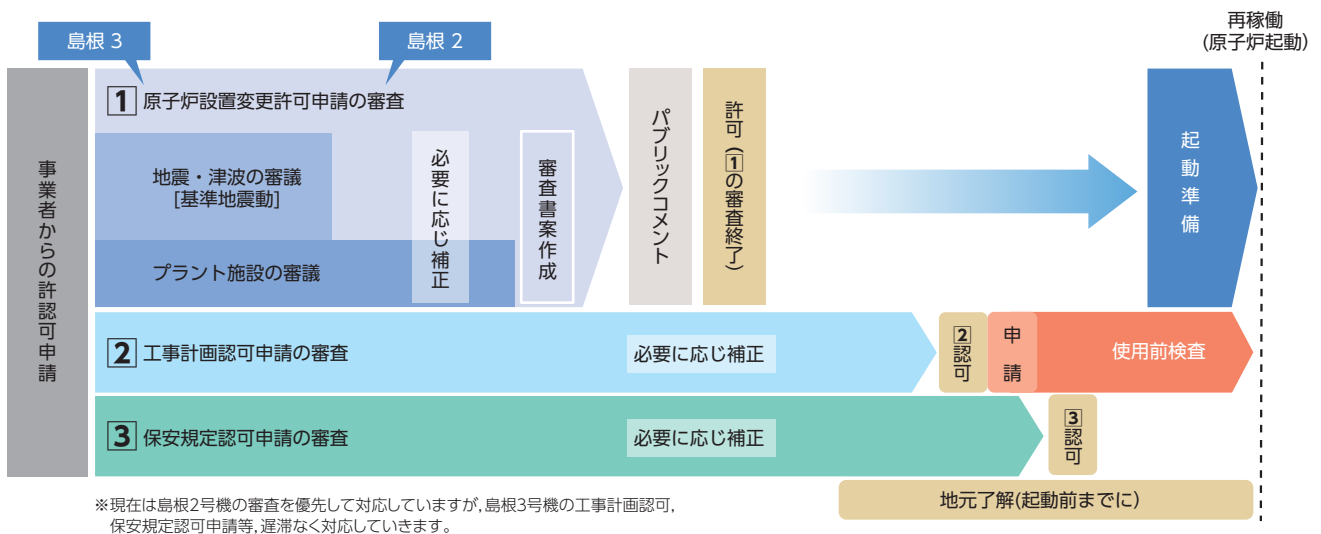 再稼働
(原子炉起動)
島根 3
島根 2
事業者からの許認可申請
1 原子炉設置変更許可申請の審査
地震・津波の審議
[基準地震動]
プラント施設の審議
必要に応じ補正
審査書案作成
パブリックコメント
許可(1の審査終了)
起動準備
2 工事計画認可申請の審査
必要に応じ補正
2認可
申請
使用前検査
3 保安規定認可申請の審査
必要に応じ補正
3認可
地元了解(起動前までに)
※現在は島根2号機の審査を優先して対応していますが,島根3号機の工事計画認可,
保安規定認可申請等,遅滞なく対応していきます。